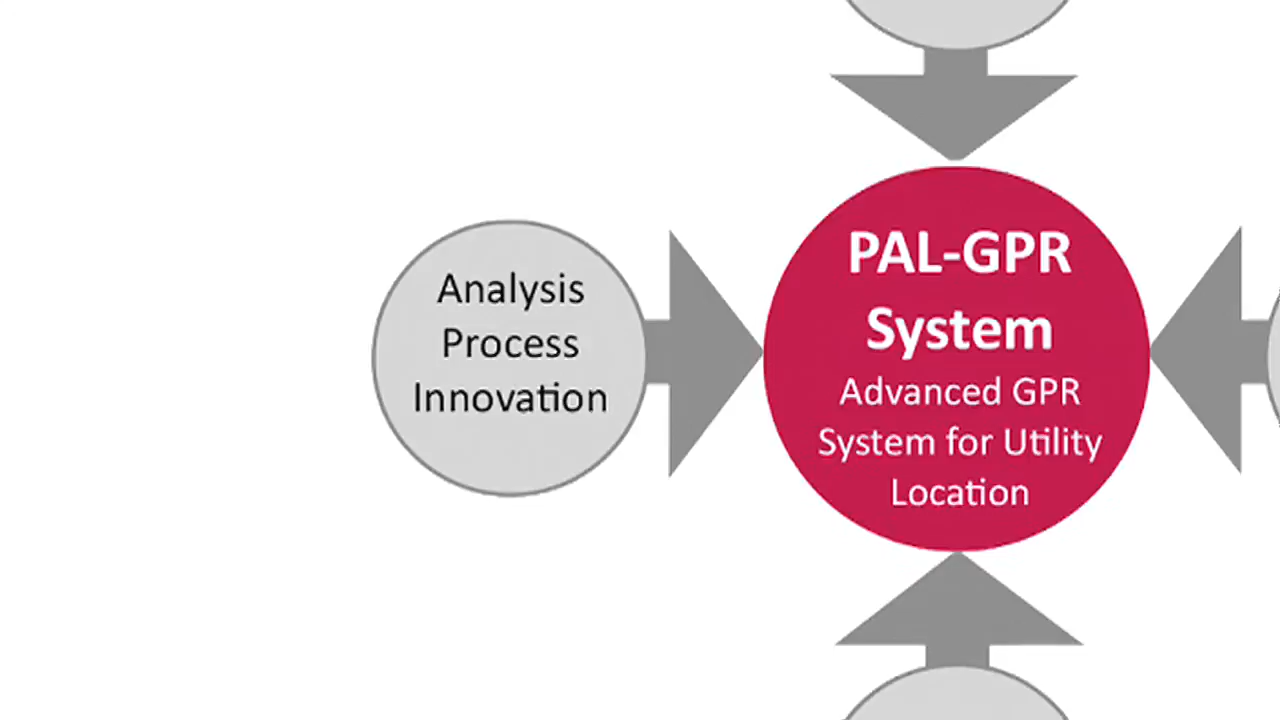 Analysis
Process
Innovation
PAL-GPR
System
Advanced GPR
System for Utility
Location